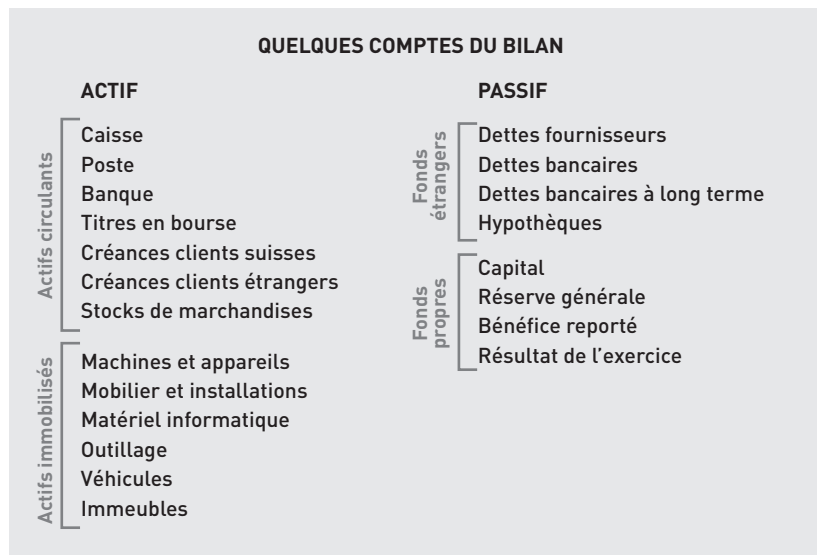 QUELQUES COMPTES DU BILAN
ACTIF
Actifs circulants
Caisse
Poste
Banque
Titres en bourse
Créances clients suisses
Créances clients étrangers
Stocks de marchandises
Actifs immobilisés
Machines et appareils
Mobilier et installations
Matériel informatique
Outillage
Véhicules
Immeubles
PASSIF
Fonds
étrangers
Dettes fournisseurs
Dettes bancaires
Dettes bancaires à long terme
Hypothèques
Fonds
propres
Capital
Réserve générale
Bénéfice reporté
Résultat de l’exercice